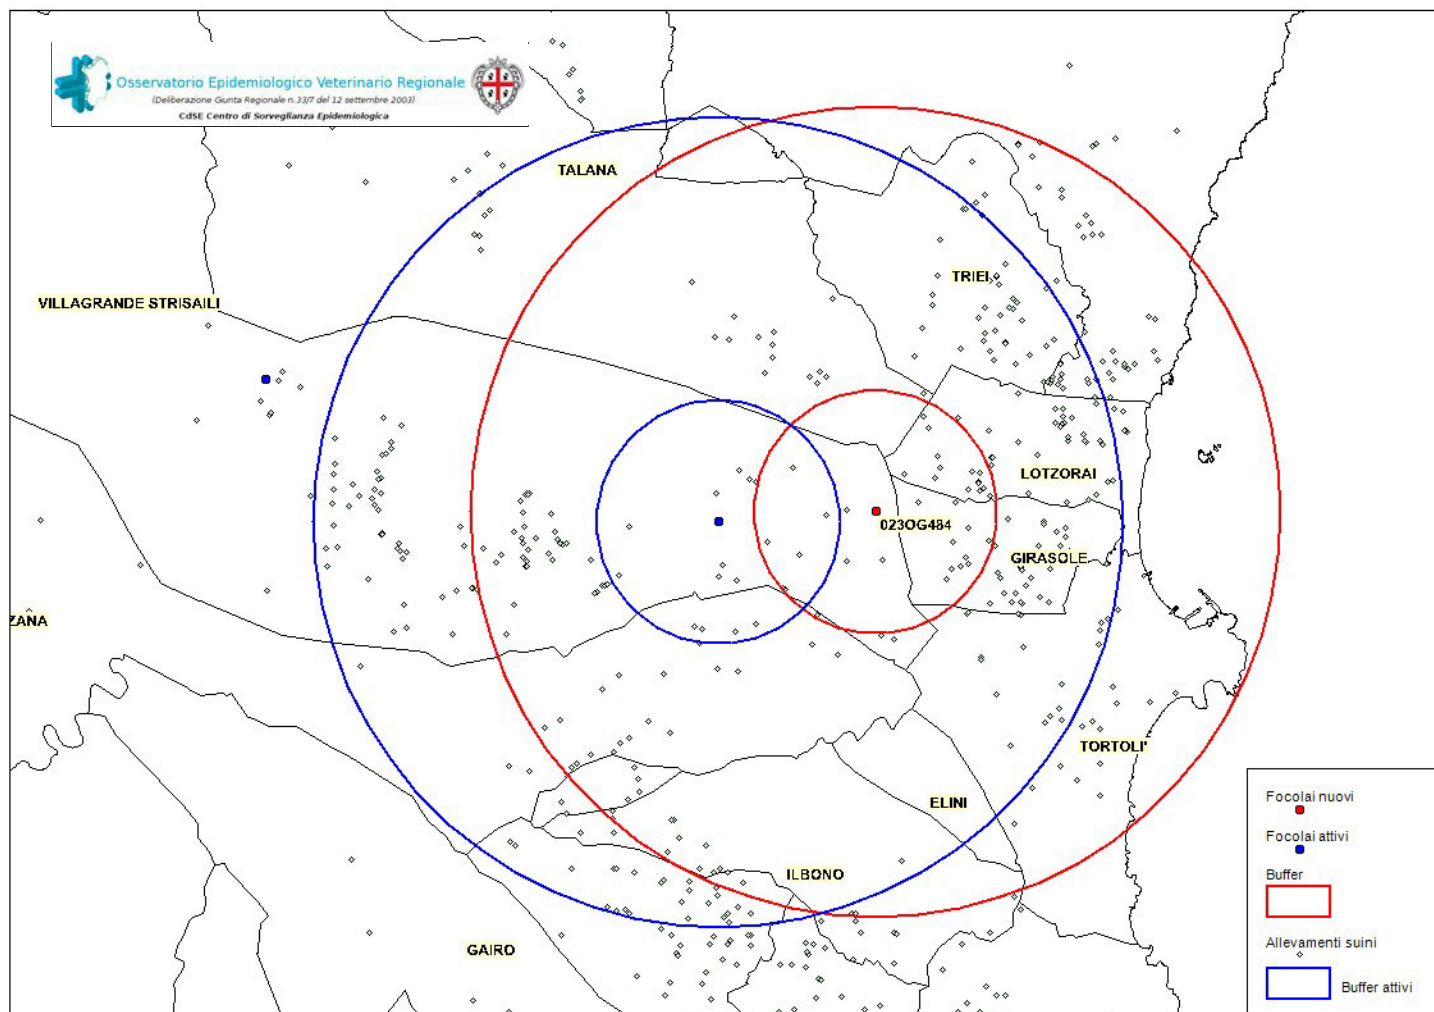 Osservatorio Epidemiologico Veterinario Regionale
(Deliberazione Giunta Regionale n.33/7 del 12 settembre 2003)
CdSE Centro di Sorveglianza Epidemiologica
TALANA
TRIEI
VILLAGRANDE STRISAILI
LOTZORAI
023OG484
GIRASOLE
ZANA
TORTOLI'
ELINI
ILBONO
GAIRO
Focolai nuovi
Focolai attivi
Buffer
Allevamenti suini
Buffer attivi